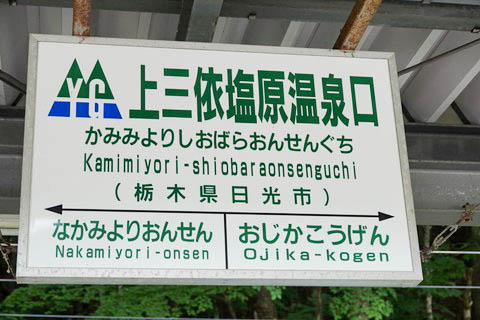 YG 上三依塩原温泉口
かみみよりしおばらおんせんぐち
Kamimiyori-shiobaraonsenguchi
(栃木県日光市)
なかみよりおんせん おじかこうげん
Nakamiyori-onsen Ojika-kogen